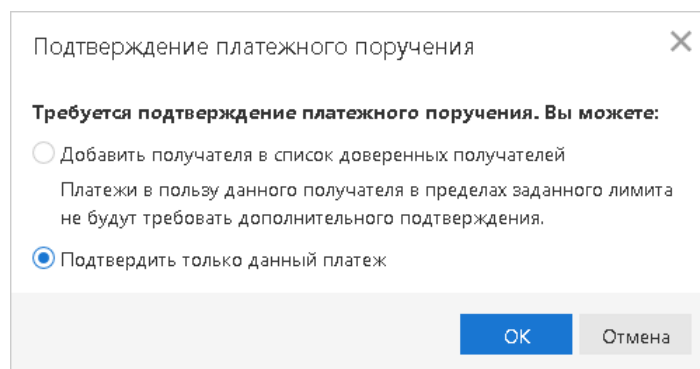 Подтверждение платежного поручения
Требуется подтверждение платежного поручения. Вы можете:
Добавить получателя в список доверенных получателей
Платежи в пользу данного получателя в пределах заданного лимита
не будут требовать дополнительного подтверждения.
Подтвердить только данный платеж
ОК
Отмена